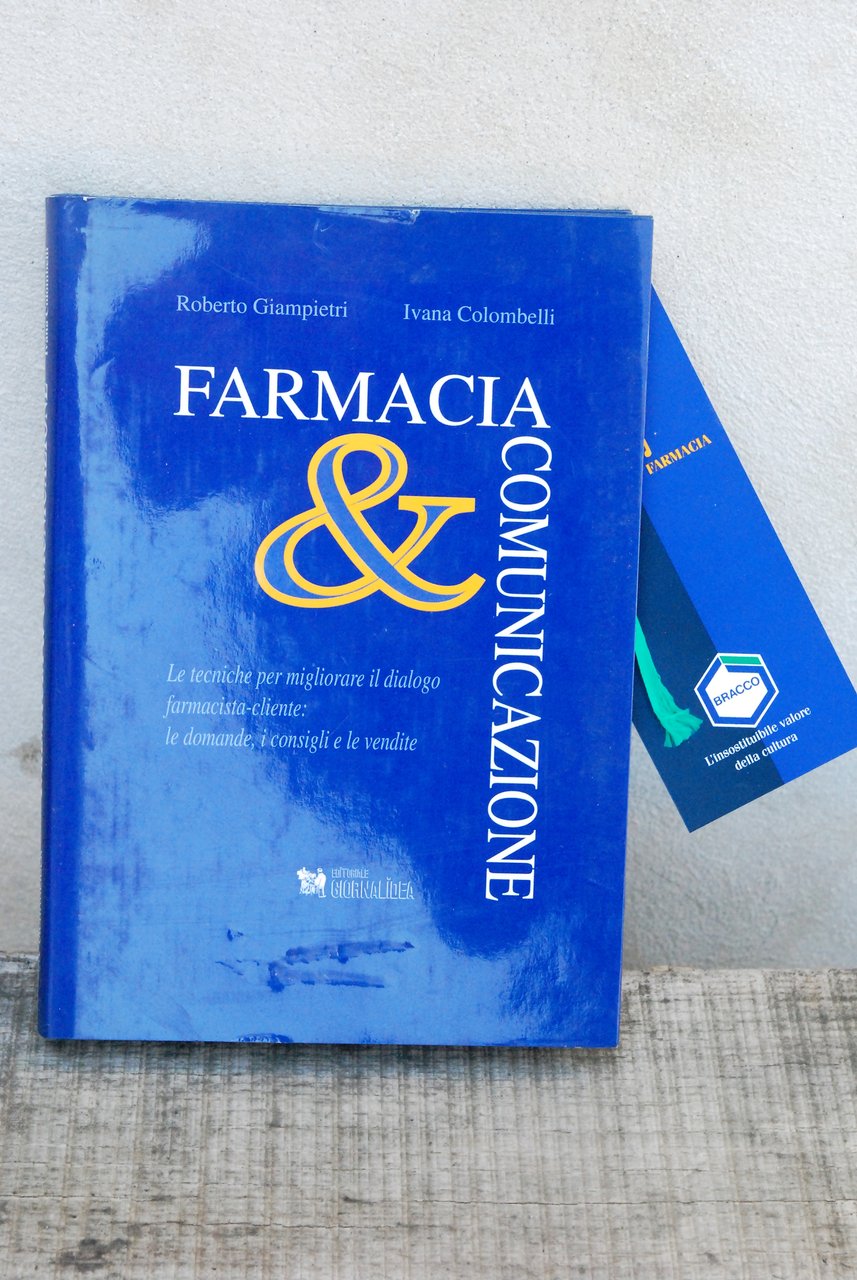 Roberto Giampietri
Ivana Colombelli
FARMACIA
&
COMUNICAZIONE
Le tecniche per migliorare il dialogo
farmacista-cliente:
le domande, i consigli e le vendite
EDITORIALE
GIORNALIDEA
FARMACIA
BRACCO
L'insostituibile valore
della cultura